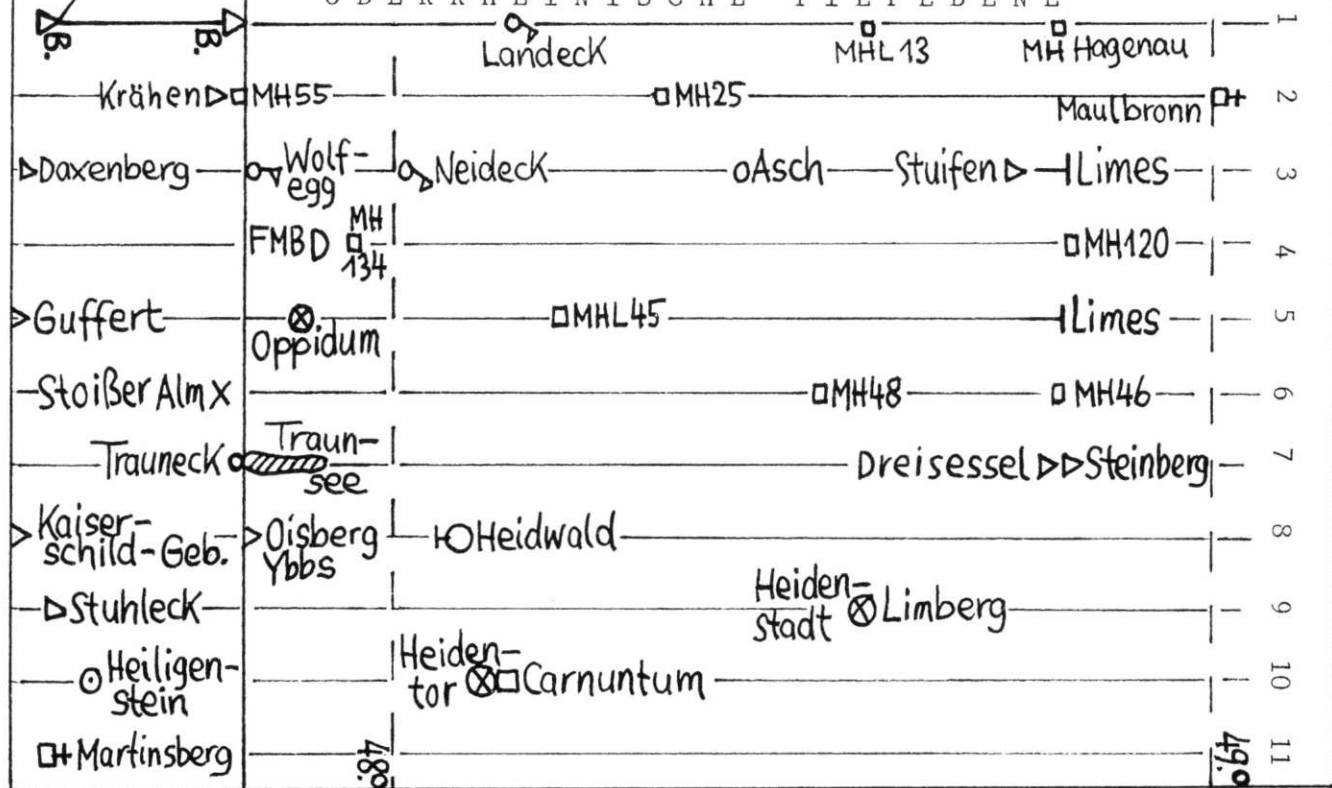 OBERRHEINISCHE TIEFEBENE
B. B. Landeck MHL 13 MH Hagenau 1
Krähen MH55 MH25 Maulbronn 2
Daxenberg Wolf-
egg Neideck Asch Stuifen Limes 3
FMBD MH
134 MH120 4
Guffert Oppidum MHL45 Limes 5
Stoißer Alm MH48 MH46 6
Trauneck Traun-
see Dreisessel Steinberg 7
Kaiser-
schild-Geb. Oisberg
Ybbs Heidwald 8
Stuhleck Heiden-
stadt Limberg 9
Heiligen-
stein Heiden-
tor Carnuntum 10
Martinsberg 48° 49° 11